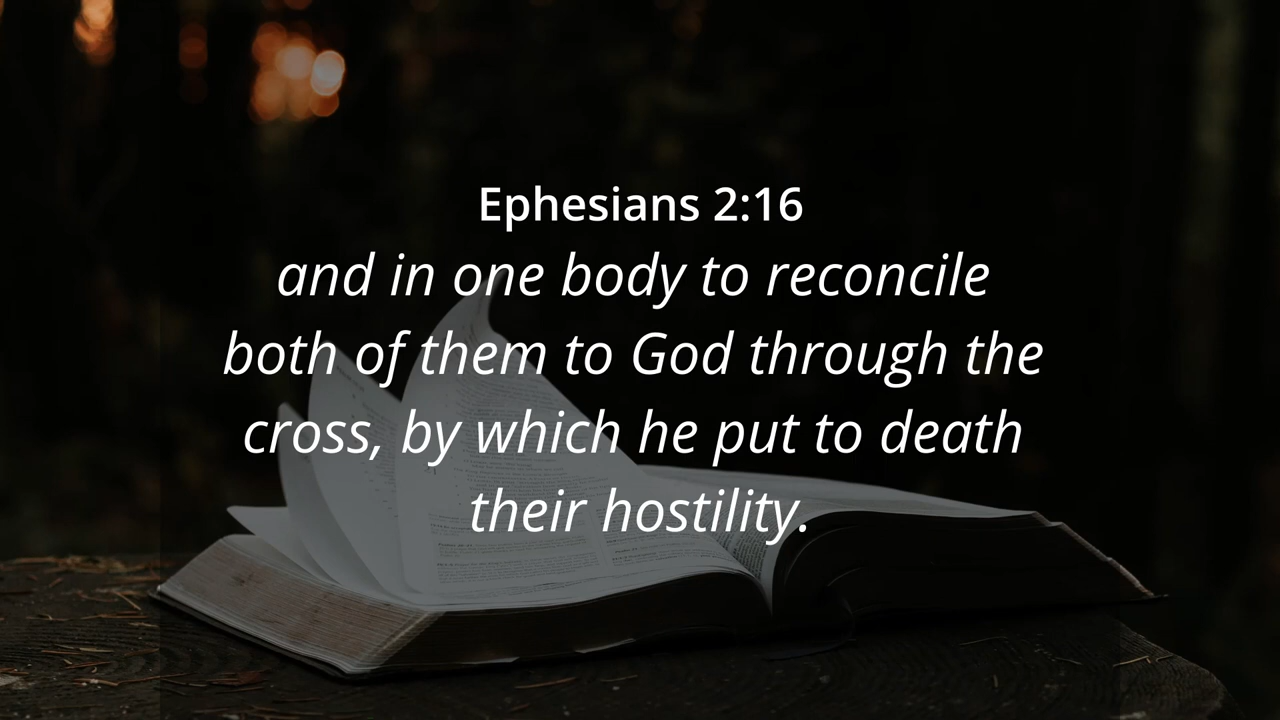 Ephesians 2:16
and in one body to reconcile
both of them to God through the
cross, by which he put to death
their hostility.